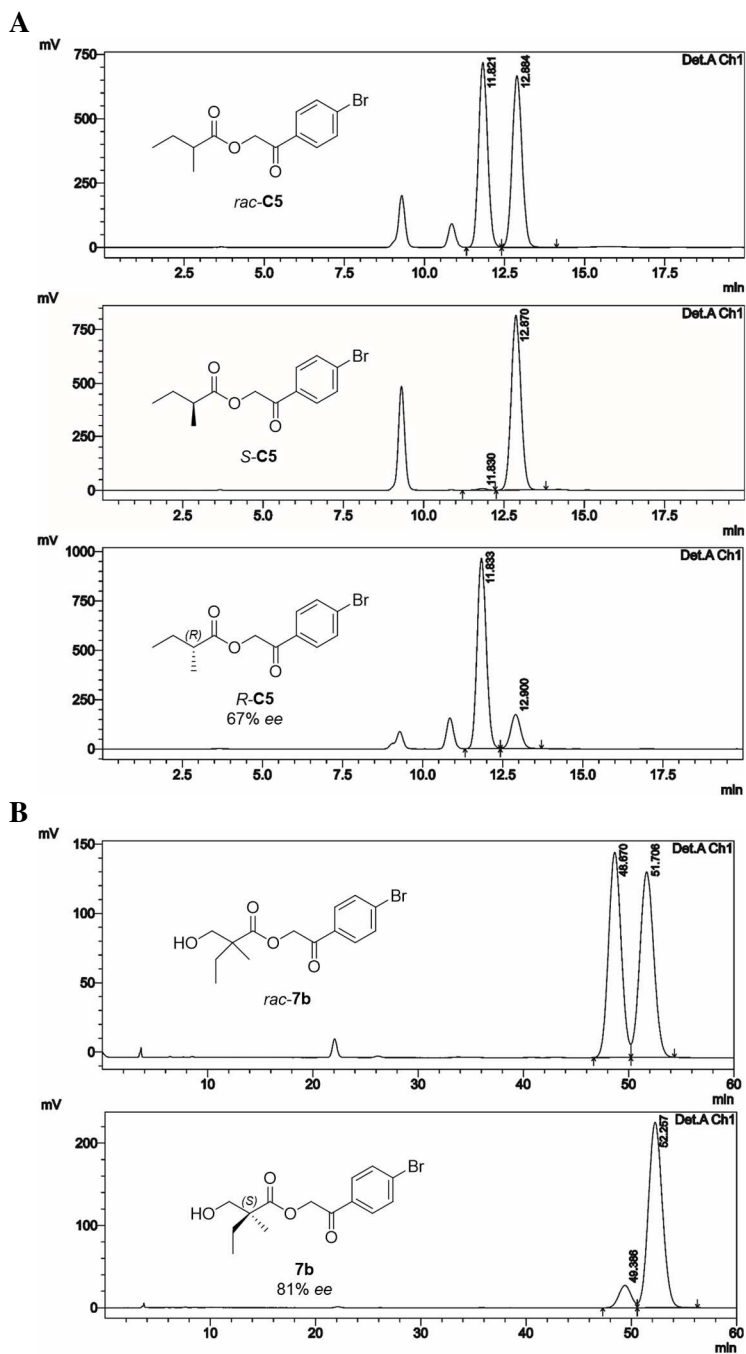 A
mV
Det.A Ch1
750
500
250
0
11.821
12.884
O
Br
O
O
rac-C5
2.5 5.0 7.5 10.0 12.5 15.0 17.5
min
mV
Det.A Ch1
750
500
250
0
11.830
12.870
O
Br
O
O
S-C5
2.5 5.0 7.5 10.0 12.5 15.0 17.5
min
mV
Det.A Ch1
1000
750
500
250
0
11.833
12.900
O
Br
(R)
O
O
R-C5
67% ee
2.5 5.0 7.5 10.0 12.5 15.0 17.5
min
B
mV
Det.A Ch1
150
100
50
0
48.670
51.706
O
Br
HO
O
O
rac-7b
10 20 30 40 50 60
min
mV
Det.A Ch1
200
100
0
49.386
52.257
O
Br
(S)
HO
O
O
7b
81% ee
10 20 30 40 50 60
min